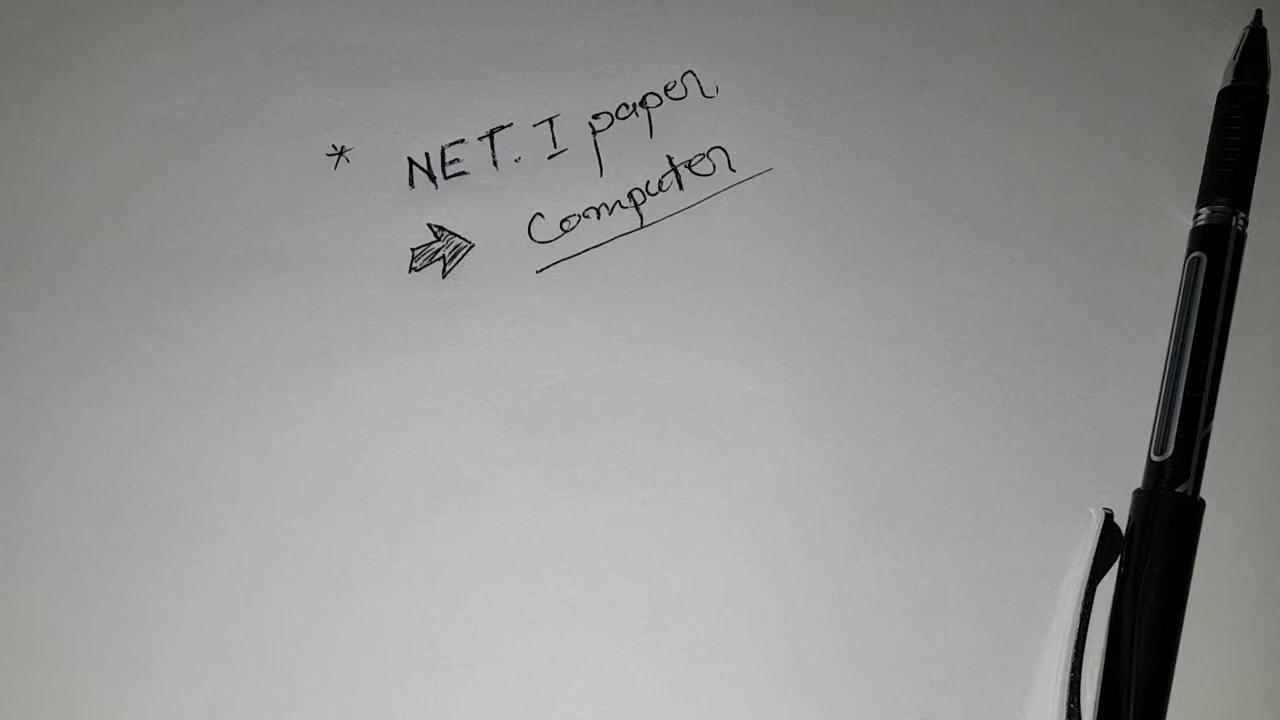 * NET. I paper.
⇒ Computer